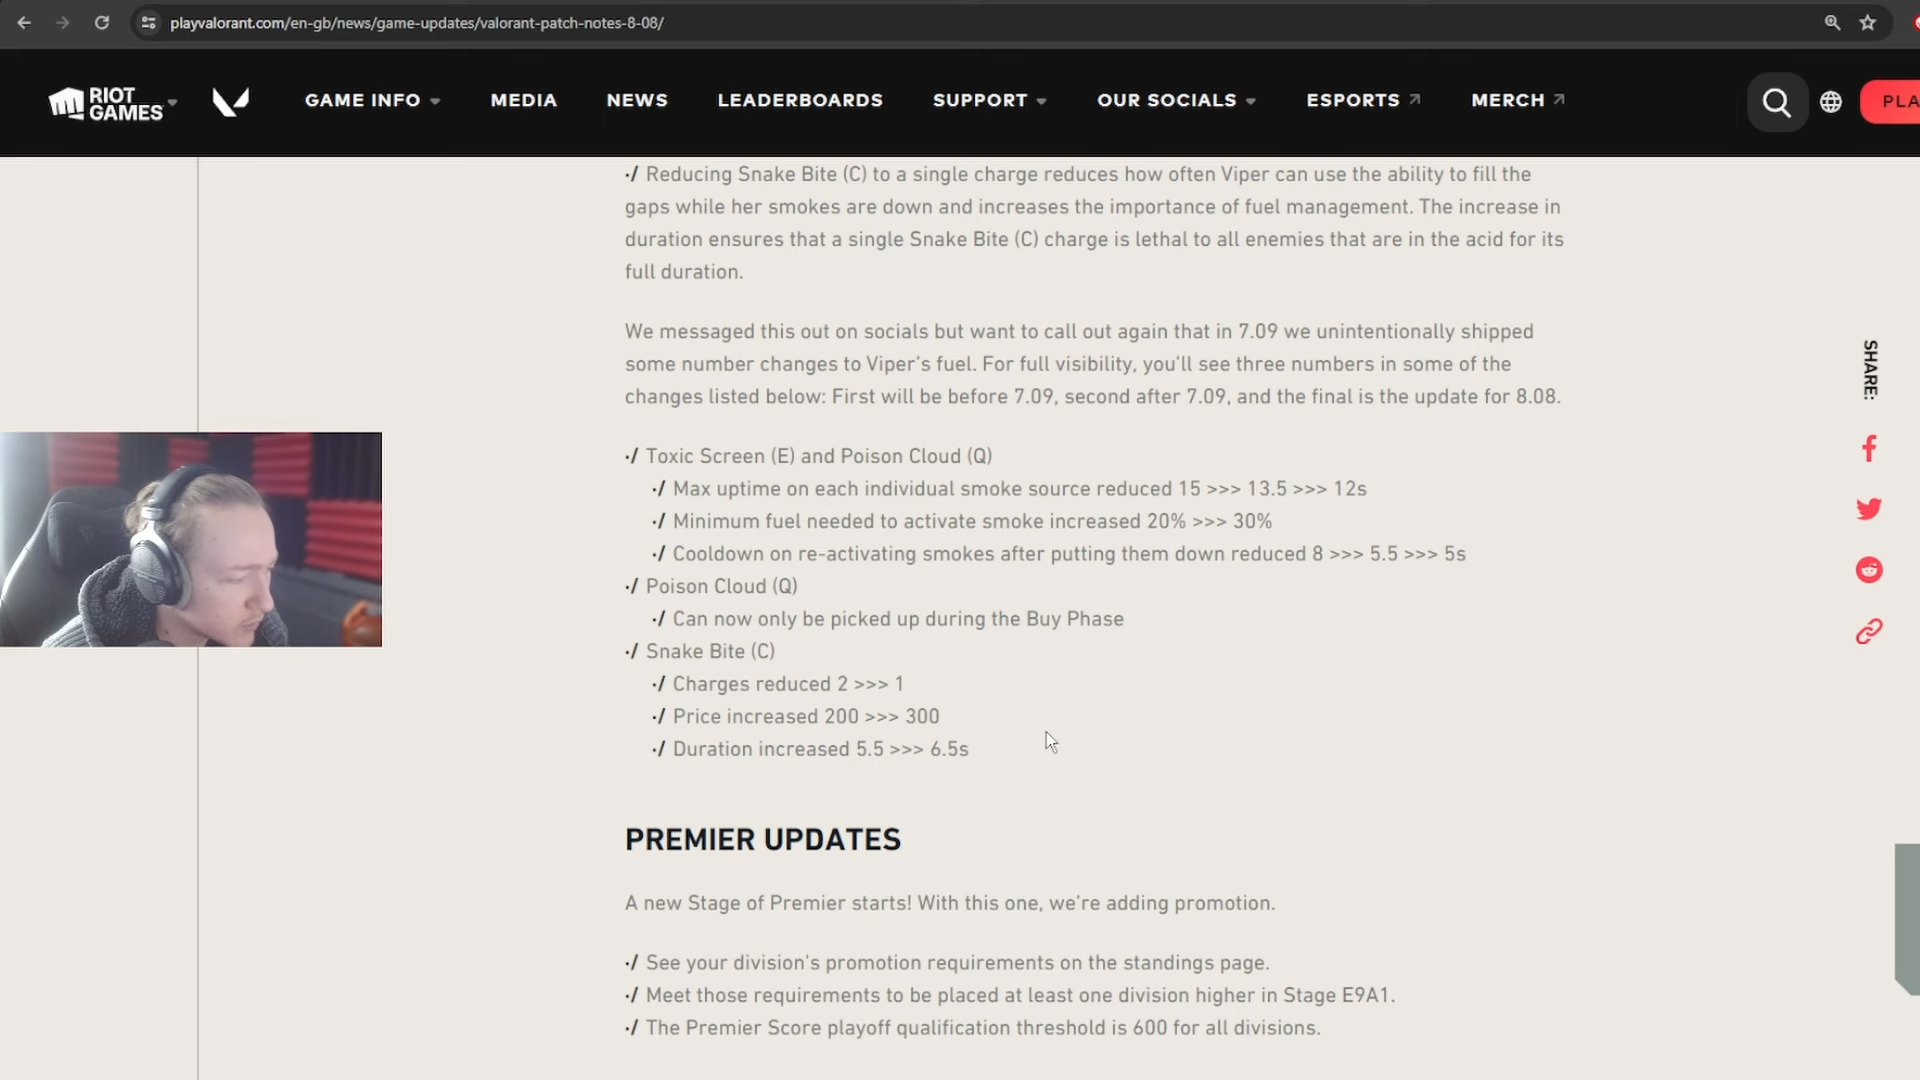 playvalorant.com/en-gb/news/game-updates/valorant-patch-notes-8-08/
RIOT GAMES
GAME INFO
MEDIA
NEWS
LEADERBOARDS
SUPPORT
OUR SOCIALS
ESPORTS
MERCH
PLA
Reducing Snake Bite (C) to a single charge reduces how often Viper can use the ability to fill the
gaps while her smokes are down and increases the importance of fuel management. The increase in
duration ensures that a single Snake Bite (C) charge is lethal to all enemies that are in the acid for its
full duration.
We messaged this out on socials but want to call out again that in 7.09 we unintentionally shipped
some number changes to Viper’s fuel. For full visibility, you’ll see three numbers in some of the
changes listed below: First will be before 7.09, second after 7.09, and the final is the update for 8.08.
Toxic Screen (E) and Poison Cloud (Q)
Max uptime on each individual smoke source reduced 15 >>> 13.5 >>> 12s
Minimum fuel needed to activate smoke increased 20% >>> 30%
Cooldown on re-activating smokes after putting them down reduced 8 >>> 5.5 >>> 5s
Poison Cloud (Q)
Can now only be picked up during the Buy Phase
Snake Bite (C)
Charges reduced 2 >>> 1
Price increased 200 >>> 300
Duration increased 5.5 >>> 6.5s
PREMIER UPDATES
A new Stage of Premier starts! With this one, we’re adding promotion.
See your division's promotion requirements on the standings page.
Meet those requirements to be placed at least one division higher in Stage E9A1.
The Premier Score playoff qualification threshold is 600 for all divisions.
SHARE: